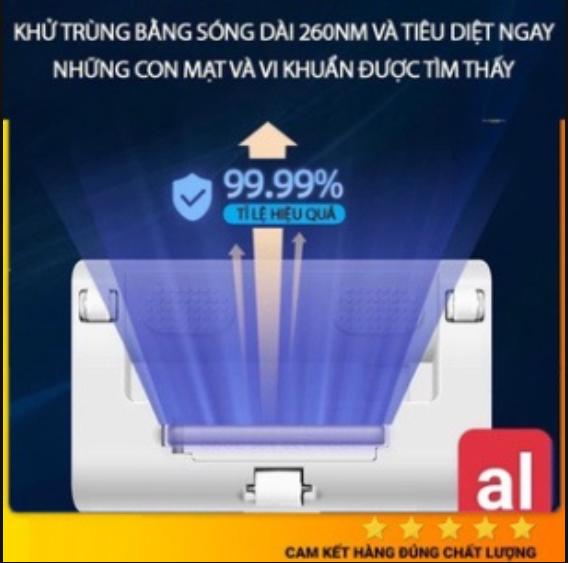 KHỬ TRÙNG BẰNG SÓNG DÀI 260NM VÀ TIÊU DIỆT NGAY
NHỮNG CON MẠT VÀ VI KHUẨN ĐƯỢC TÌM THẤY
99.99%
TỈ LỆ HIỆU QUẢ
al
CAM KẾT HÀNG ĐÚNG CHẤT LƯỢNG